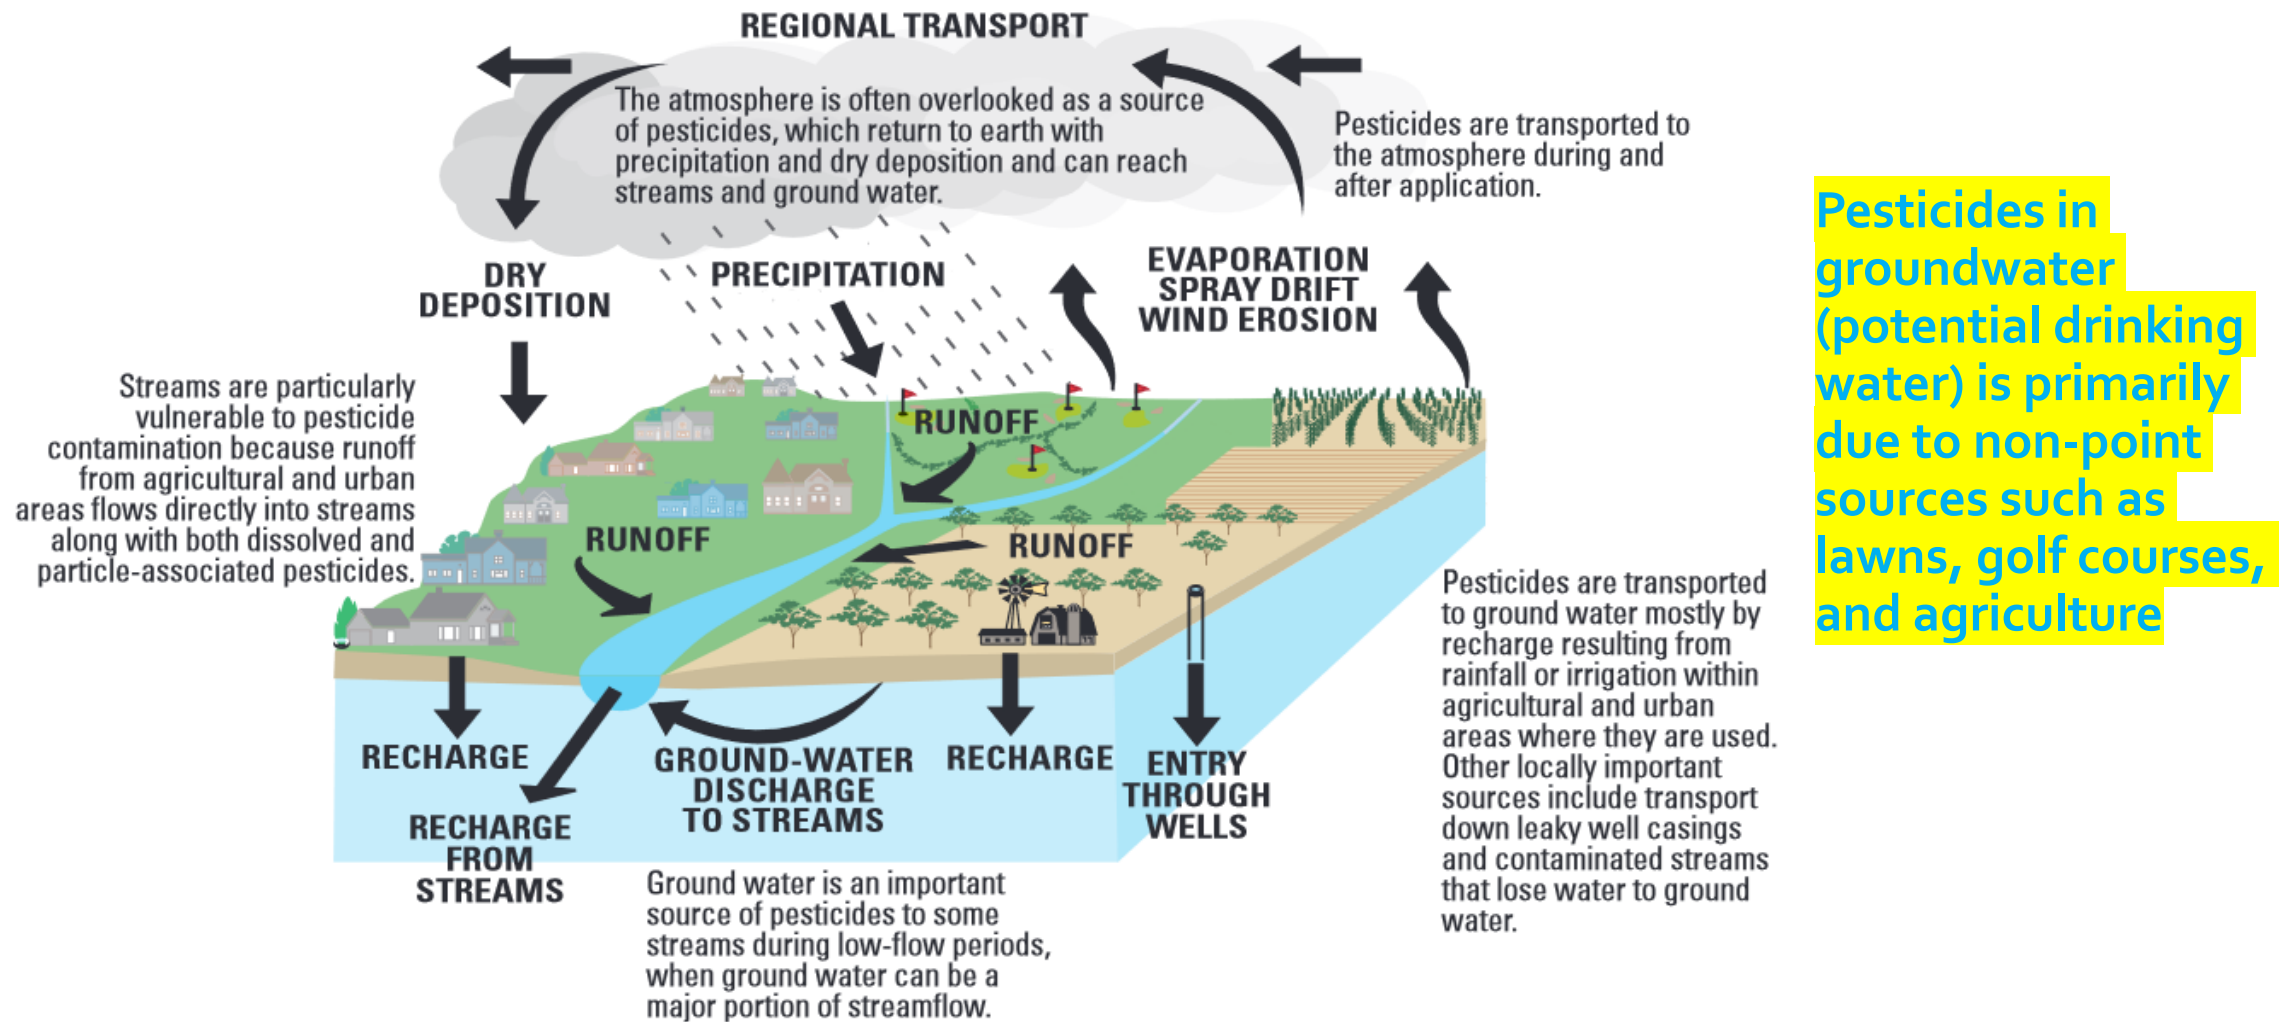 REGIONAL TRANSPORT
The atmosphere is often overlooked as a source
of pesticides, which return to earth with
precipitation and dry deposition and can reach
streams and ground water.
Pesticides are transported to
the atmosphere during and
after application.
DRY
DEPOSITION
PRECIPITATION
EVAPORATION
SPRAY DRIFT
WIND EROSION
Streams are particularly
vulnerable to pesticide
contamination because runoff
from agricultural and urban
areas flows directly into streams
along with both dissolved and
particle-associated pesticides.
RUNOFF
RUNOFF
RUNOFF
Pesticides are transported
to ground water mostly by
recharge resulting from
rainfall or irrigation within
agricultural and urban
areas where they are used.
Other locally important
sources include transport
down leaky well casings
and contaminated streams
that lose water to ground
water.
RECHARGE
RECHARGE
FROM
STREAMS
GROUND-WATER
DISCHARGE
TO STREAMS
RECHARGE
ENTRY
THROUGH
WELLS
Ground water is an important
source of pesticides to some
streams during low-flow periods,
when ground water can be a
major portion of streamflow.
Pesticides in
groundwater
(potential drinking
water) is primarily
due to non-point
sources such as
lawns, golf courses,
and agriculture